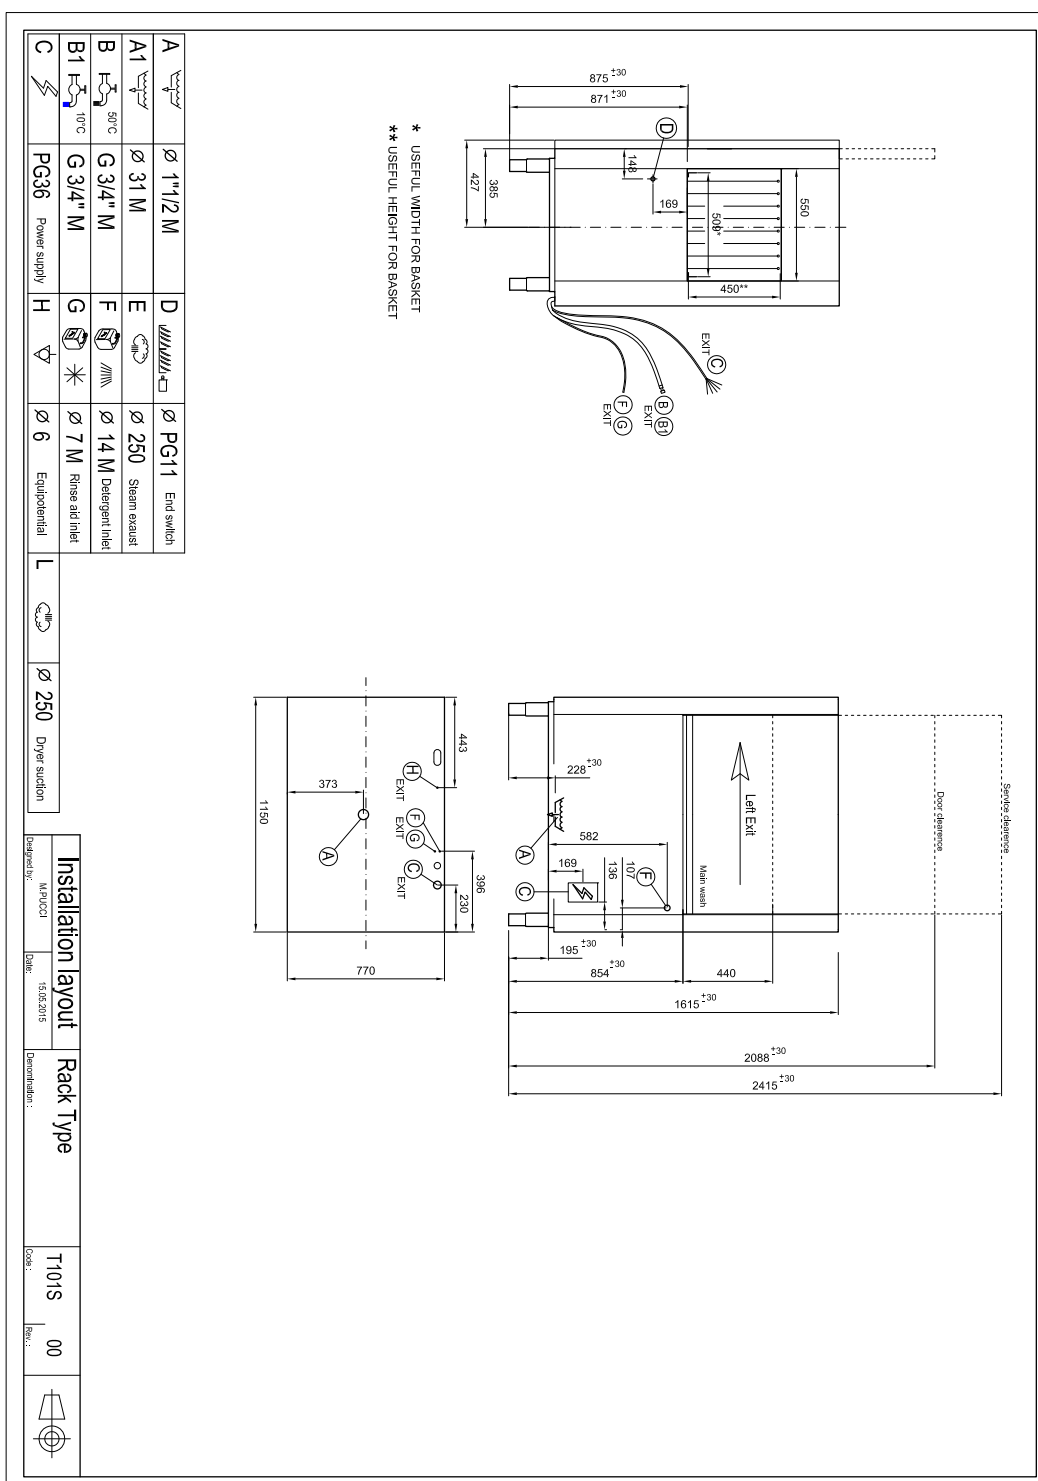 875 +30 -
871 +30 -
D
148
169
385
427
550
509*
450**
* USEFUL WIDTH FOR BASKET
** USEFUL HEIGHT FOR BASKET
C
EXIT
B B1
EXIT
F G
EXIT
Service clearence
Door clearence
Left Exit
Main wash
228 +30 -
A
582
169
C
136
107
F
195 +30 -
854 +30 -
440
1615 +30 -
2088 +30 -
2415 +30 -
443
H
EXIT
F
G
EXIT
C
EXIT
373
A
396
230
1150
770
A Ø 1"1/2 M D Ø PG11 End switch
A1 Ø 31 M E Ø 250 Steam exaust
B 50°C G 3/4" M F Ø 14 M Detergent Inlet
B1 10°C G 3/4" M G Ø 7 M Rinse aid inlet
C PG36 Power supply H Ø 6 Equipotential L Ø 250 Dryer suction
Installation layout
Designed by: M.PUCCI
Date: 15.05.2015
Rack Type
Denomination :
T101S
Code :
00
Rev. :